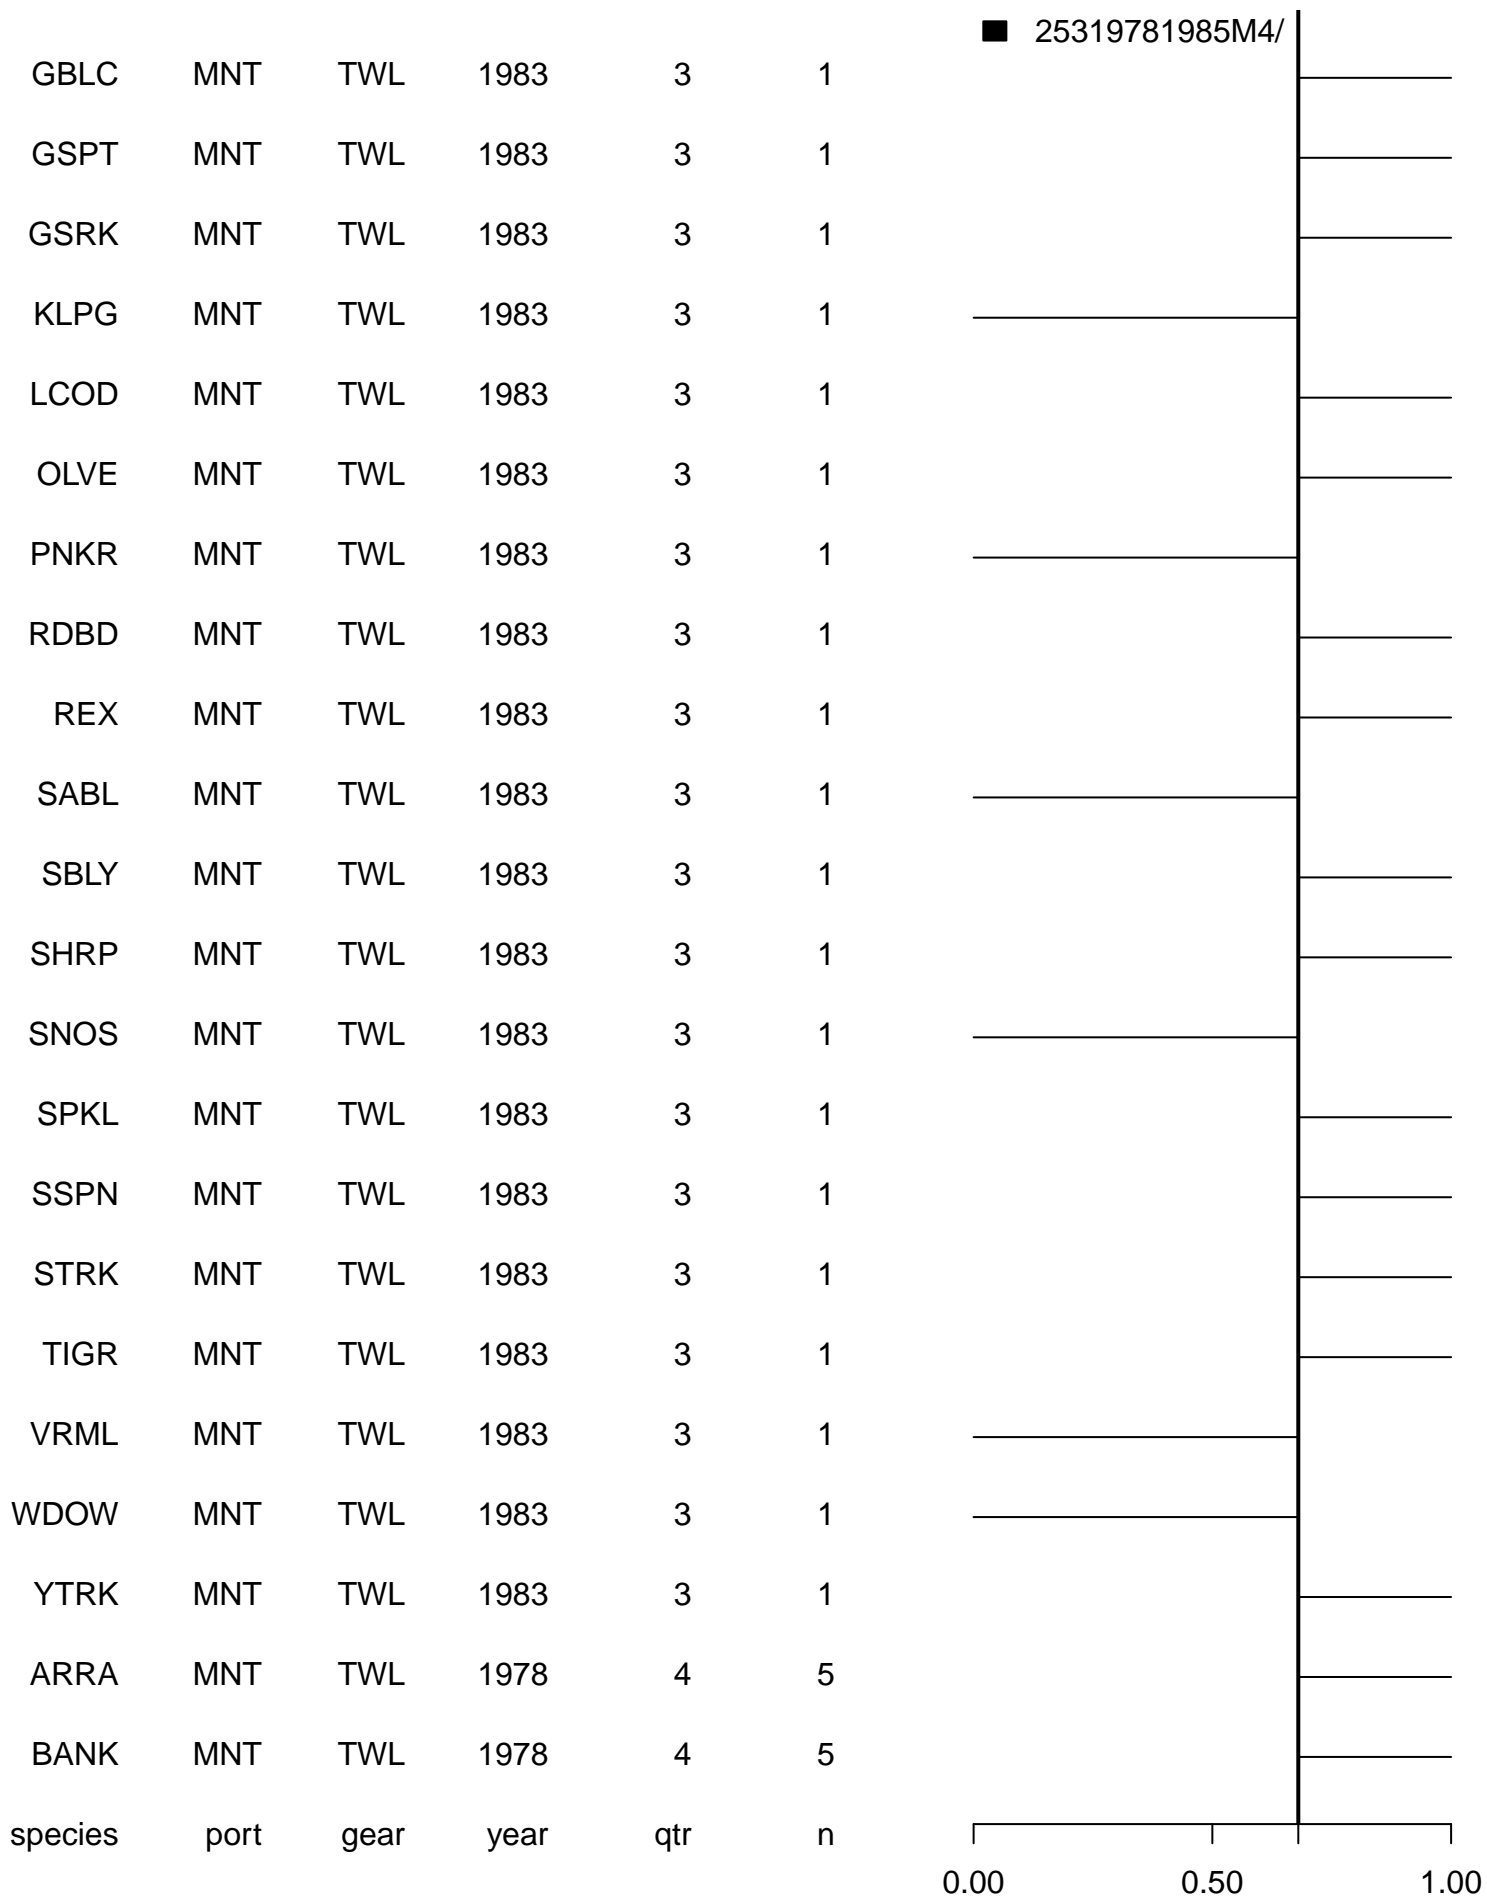 25319781985M4/
GBLC MNT TWL 1983 3 1
GSPT MNT TWL 1983 3 1
GSRK MNT TWL 1983 3 1
KLPG MNT TWL 1983 3 1
LCOD MNT TWL 1983 3 1
OLVE MNT TWL 1983 3 1
PNKR MNT TWL 1983 3 1
RDBD MNT TWL 1983 3 1
REX MNT TWL 1983 3 1
SABL MNT TWL 1983 3 1
SBLY MNT TWL 1983 3 1
SHRP MNT TWL 1983 3 1
SNOS MNT TWL 1983 3 1
SPKL MNT TWL 1983 3 1
SSPN MNT TWL 1983 3 1
STRK MNT TWL 1983 3 1
TIGR MNT TWL 1983 3 1
VRML MNT TWL 1983 3 1
WDOW MNT TWL 1983 3 1
YTRK MNT TWL 1983 3 1
ARRA MNT TWL 1978 4 5
BANK MNT TWL 1978 4 5
species port gear year qtr n
0.00 0.50 1.00